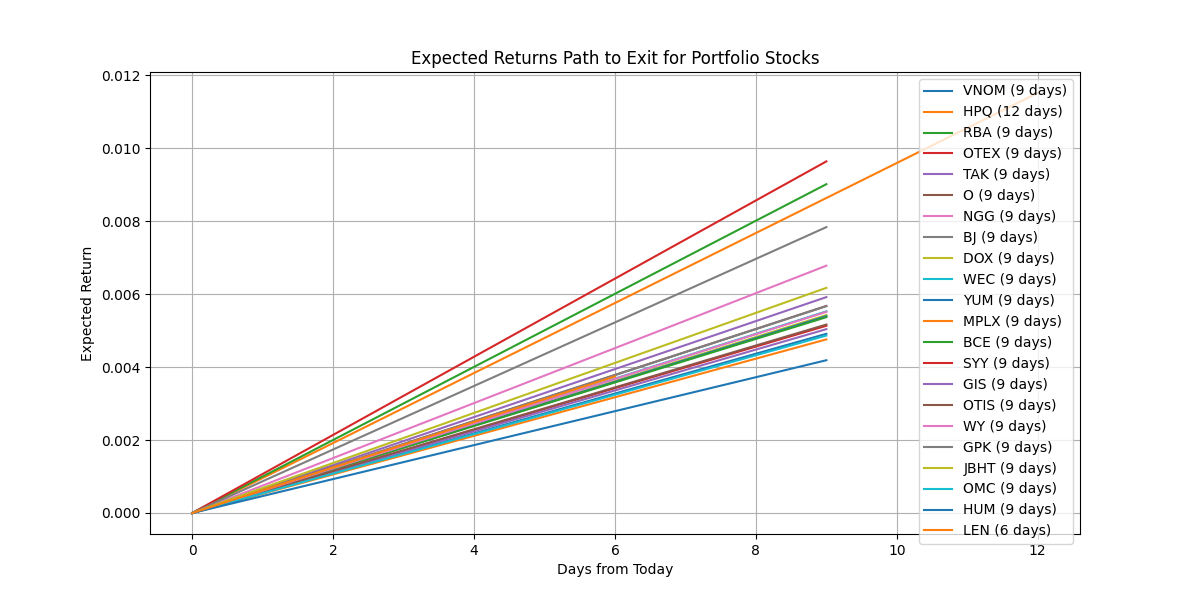 Expected Returns Path to Exit for Portfolio Stocks
Expected Return
0.012
0.010
0.008
0.006
0.004
0.002
0.000
0 2 4 6 8 10 12
Days from Today
VNOM (9 days)
HPQ (12 days)
RBA (9 days)
OTEX (9 days)
TAK (9 days)
O (9 days)
NGG (9 days)
BJ (9 days)
DOX (9 days)
WEC (9 days)
YUM (9 days)
MPLX (9 days)
BCE (9 days)
SYY (9 days)
GIS (9 days)
OTIS (9 days)
WY (9 days)
GPK (9 days)
JBHT (9 days)
OMC (9 days)
HUM (9 days)
LEN (6 days)